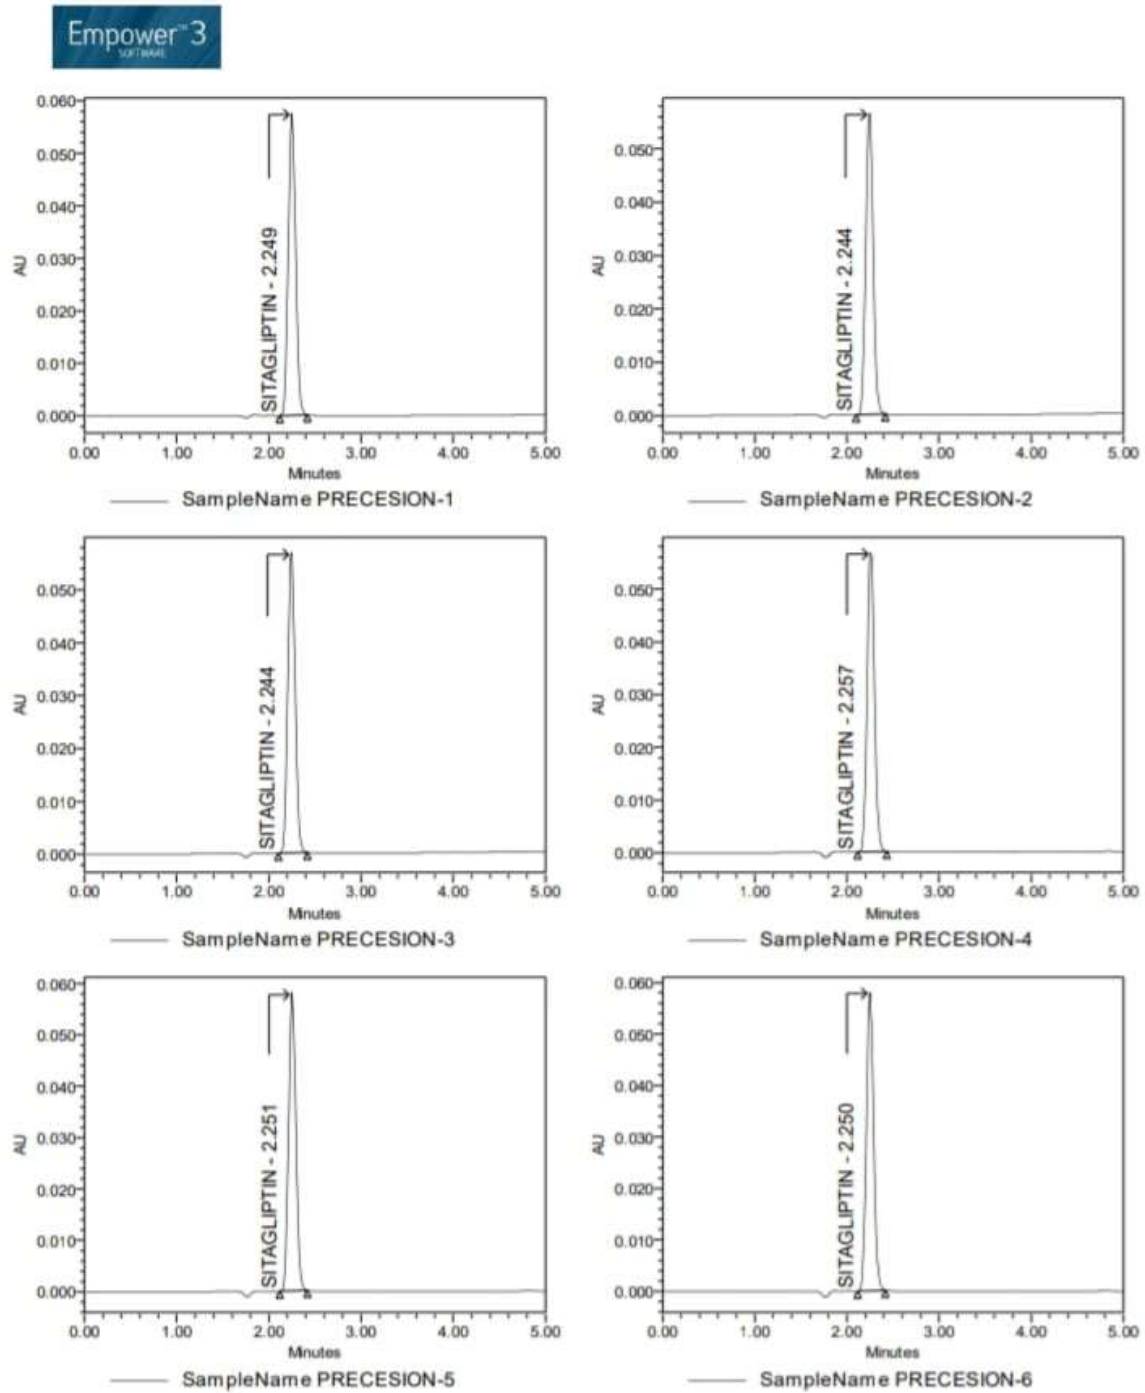 Empower™3
SOFTWARE
0.060
0.050
0.040
0.030
0.020
0.010
0.000
AU
SITAGLIPTIN - 2.249
0.00 1.00 2.00 3.00 4.00 5.00
Minutes
SampleName PRECESION-1
0.050
0.040
0.030
0.020
0.010
0.000
AU
SITAGLIPTIN - 2.244
0.00 1.00 2.00 3.00 4.00 5.00
Minutes
SampleName PRECESION-2
0.050
0.040
0.030
0.020
0.010
0.000
AU
SITAGLIPTIN - 2.244
0.00 1.00 2.00 3.00 4.00 5.00
Minutes
SampleName PRECESION-3
0.050
0.040
0.030
0.020
0.010
0.000
AU
SITAGLIPTIN - 2.257
0.00 1.00 2.00 3.00 4.00 5.00
Minutes
SampleName PRECESION-4
0.060
0.050
0.040
0.030
0.020
0.010
0.000
AU
SITAGLIPTIN - 2.251
0.00 1.00 2.00 3.00 4.00 5.00
Minutes
SampleName PRECESION-5
0.060
0.050
0.040
0.030
0.020
0.010
0.000
AU
SITAGLIPTIN - 2.250
0.00 1.00 2.00 3.00 4.00 5.00
Minutes
SampleName PRECESION-6